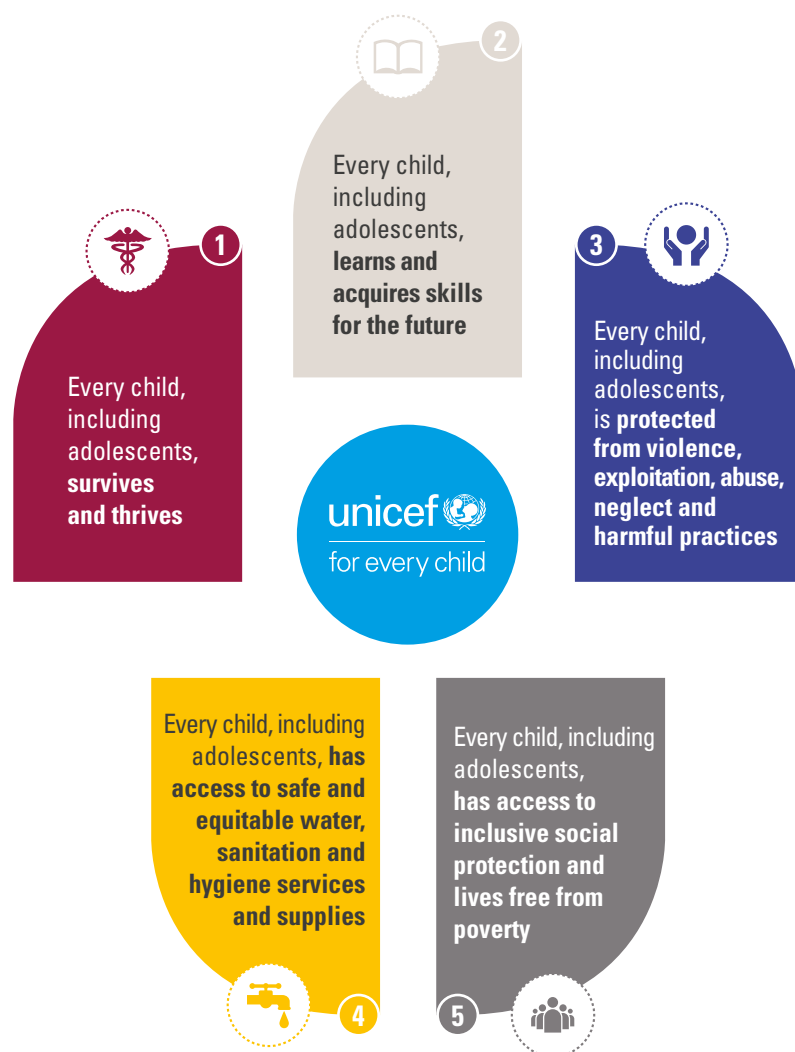 1
Every child,
including
adolescents,
survives
and thrives
2
Every child,
including
adolescents,
learns and
acquires skills
for the future
3
Every child,
including
adolescents,
is protected
from violence,
exploitation, abuse,
neglect and
harmful practices
unicef
for every child
Every child, including
adolescents, has
access to safe and
equitable water,
sanitation and
hygiene services
and supplies
4
Every child, including
adolescents,
has access to
inclusive social
protection and
lives free from
poverty
5